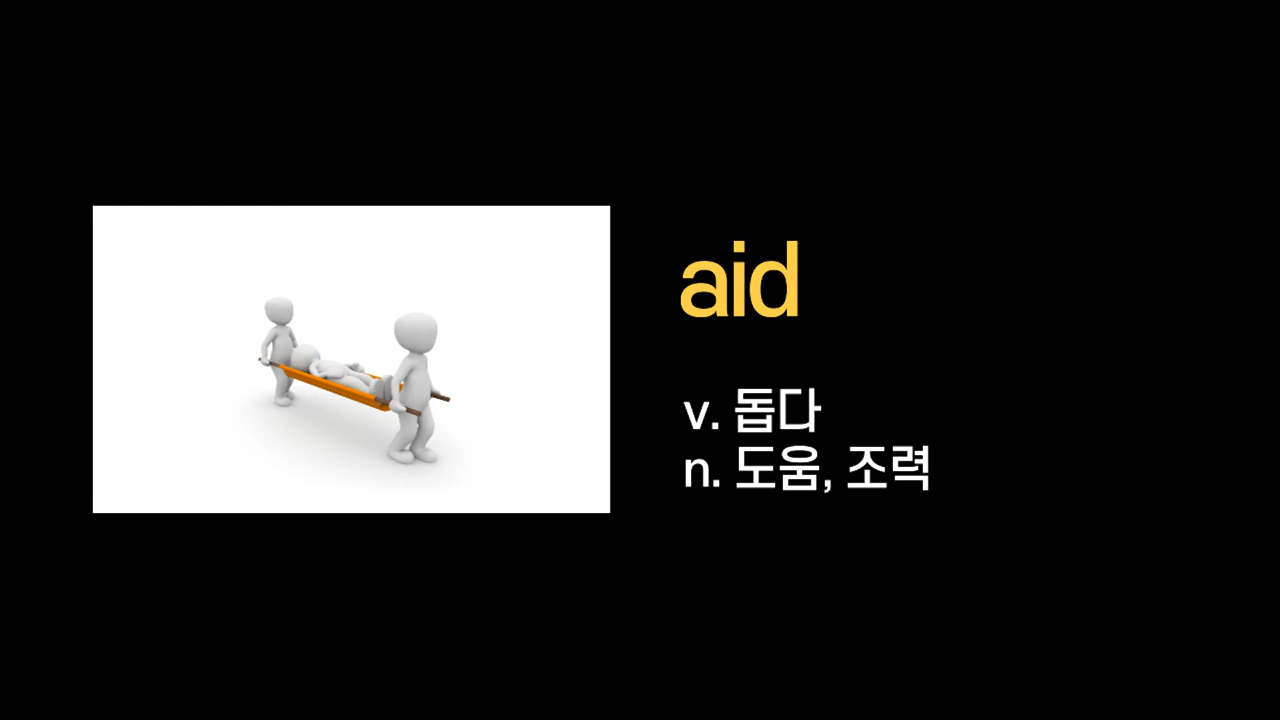 aid
v. 돕다
n. 도움, 조력